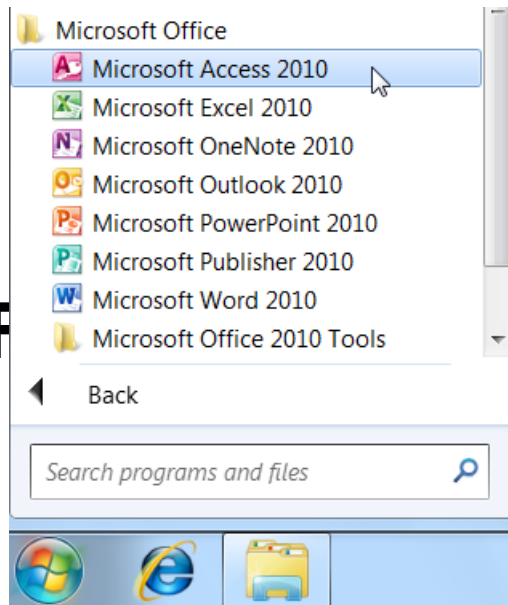 Microsoft Office
Microsoft Access 2010
Microsoft Excel 2010
Microsoft OneNote 2010
Microsoft Outlook 2010
Microsoft PowerPoint 2010
Microsoft Publisher 2010
Microsoft Word 2010
Microsoft Office 2010 Tools
Back
Search programs and files